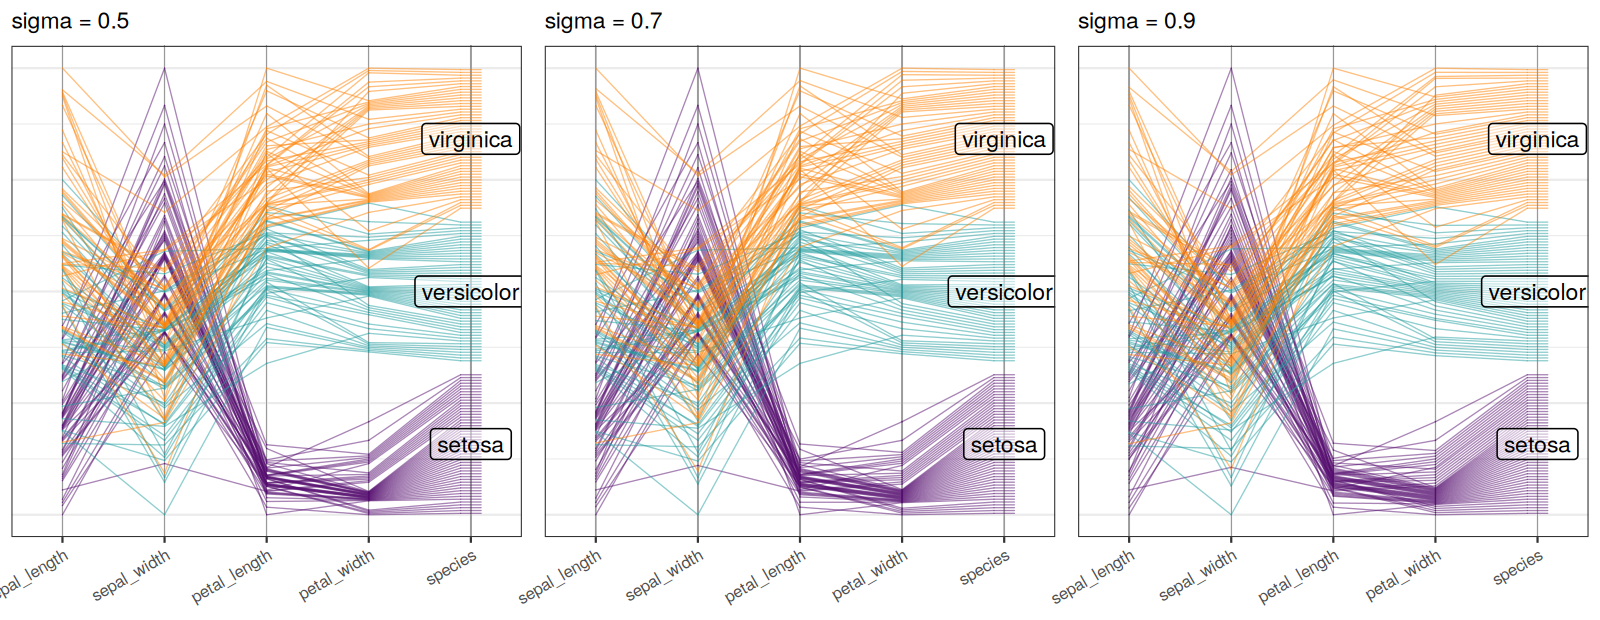 sigma = 0.5
sigma = 0.7
sigma = 0.9
virginica
virginica
virginica
versicolor
versicolor
versicolor
setosa
setosa
setosa
epal_length
sepal_width
petal_length
petal_width
species
sepal_length
sepal_width
petal_length
petal_width
species
sepal_length
sepal_width
petal_length
petal_width
species